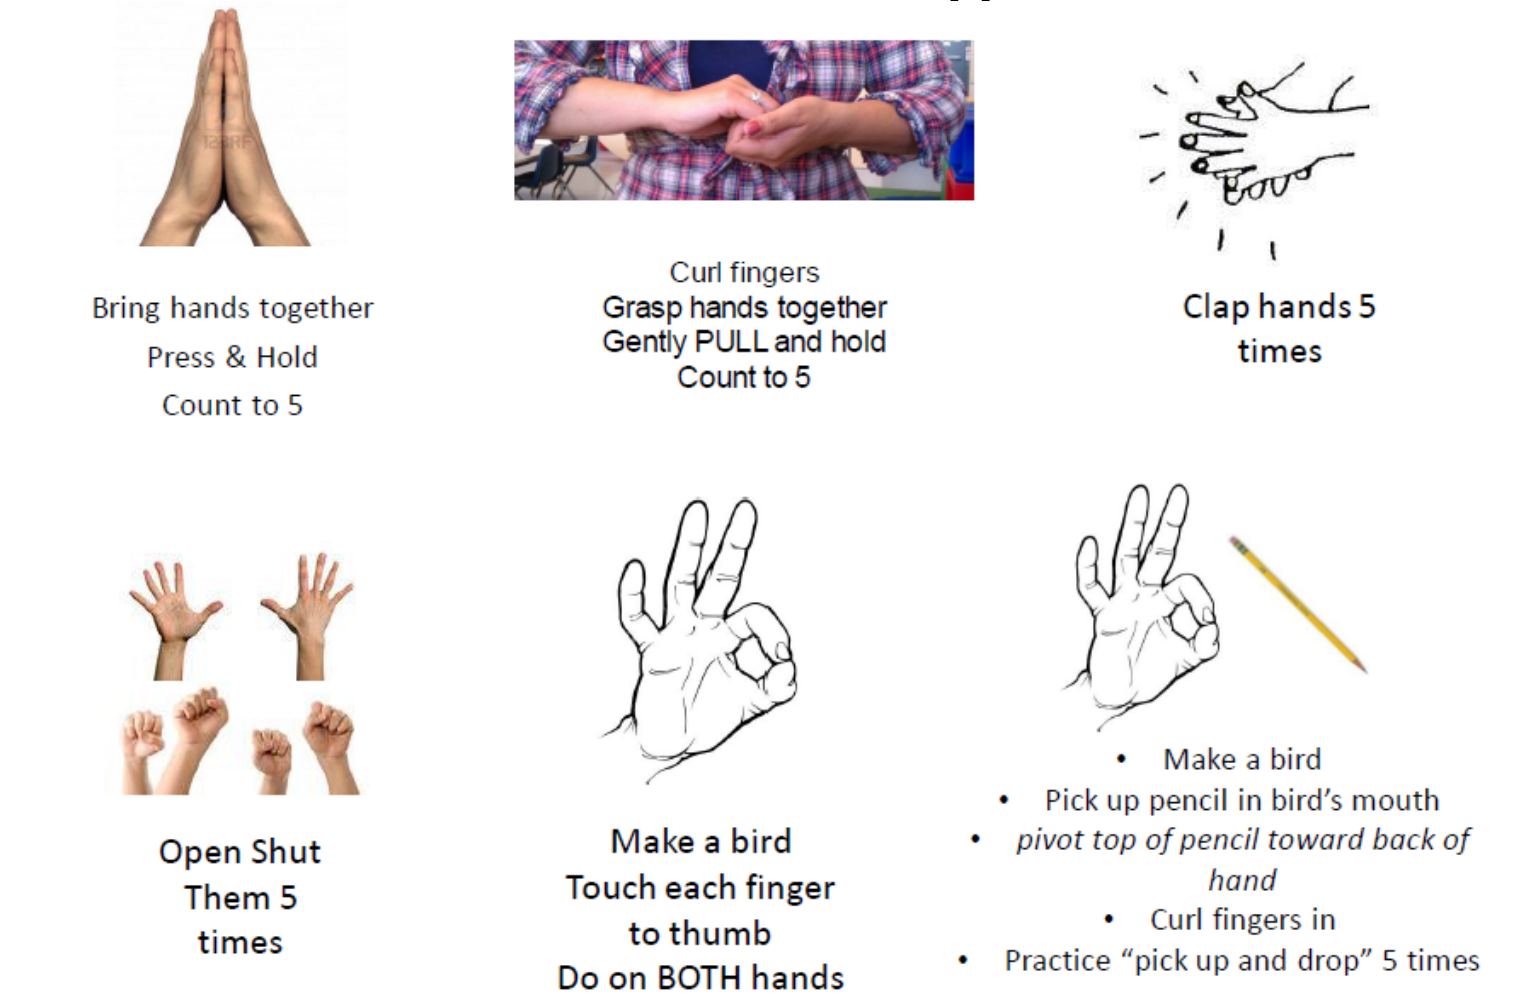 Bring hands together
Press & Hold
Count to 5
Curl fingers
Grasp hands together
Gently PULL and hold
Count to 5
Clap hands 5
times
Open Shut
Them 5
times
Make a bird
Touch each finger
to thumb
Do on BOTH hands
• Make a bird
• Pick up pencil in bird’s mouth
• pivot top of pencil toward back of
hand
• Curl fingers in
• Practice “pick up and drop” 5 times